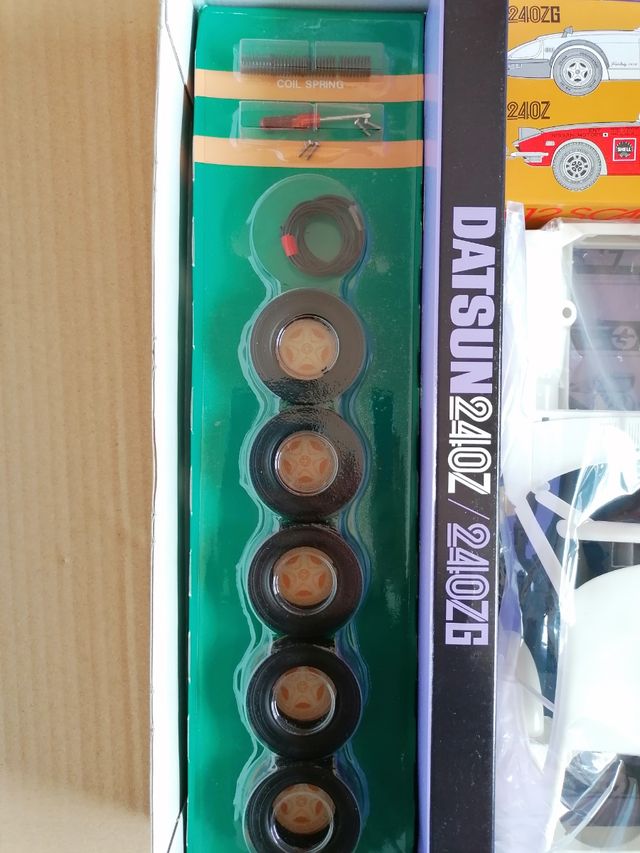 240ZG
240Z
SHELL
COIL SPRING
DATSUN 240Z / 240ZG